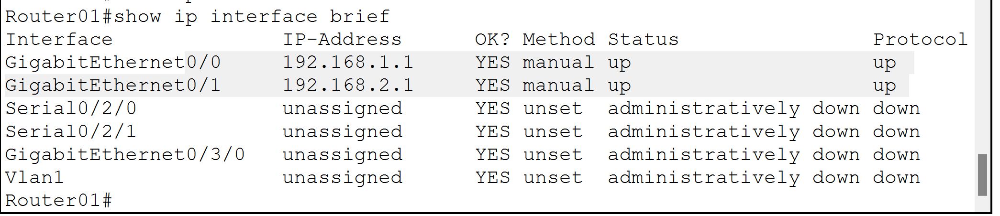 Router01#show ip interface brief
Interface IP-Address OK? Method Status Protocol
GigabitEthernet0/0 192.168.1.1 YES manual up up
GigabitEthernet0/1 192.168.2.1 YES manual up up
Serial0/2/0 unassigned YES unset administratively down down
Serial0/2/1 unassigned YES unset administratively down down
GigabitEthernet0/3/0 unassigned YES unset administratively down down
Vlan1 unassigned YES unset administratively down down
Router01#